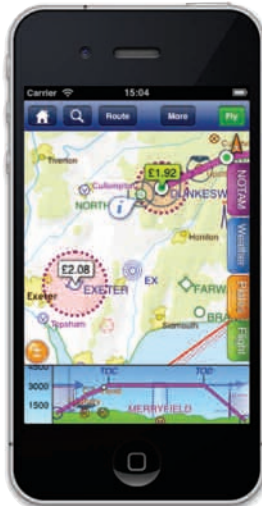 Carrier 15:04
Route More Fly
Tiverton
£1.92
Cullompton
DUNKESW
NORTH
i
NOTAM
Honiton
Weather
£2.08
Exeter EXETER EX
FARW
BRA
Topsham
Sidmouth
Flight
4500
TOC TOD
3000
1500
MERRYFIELD